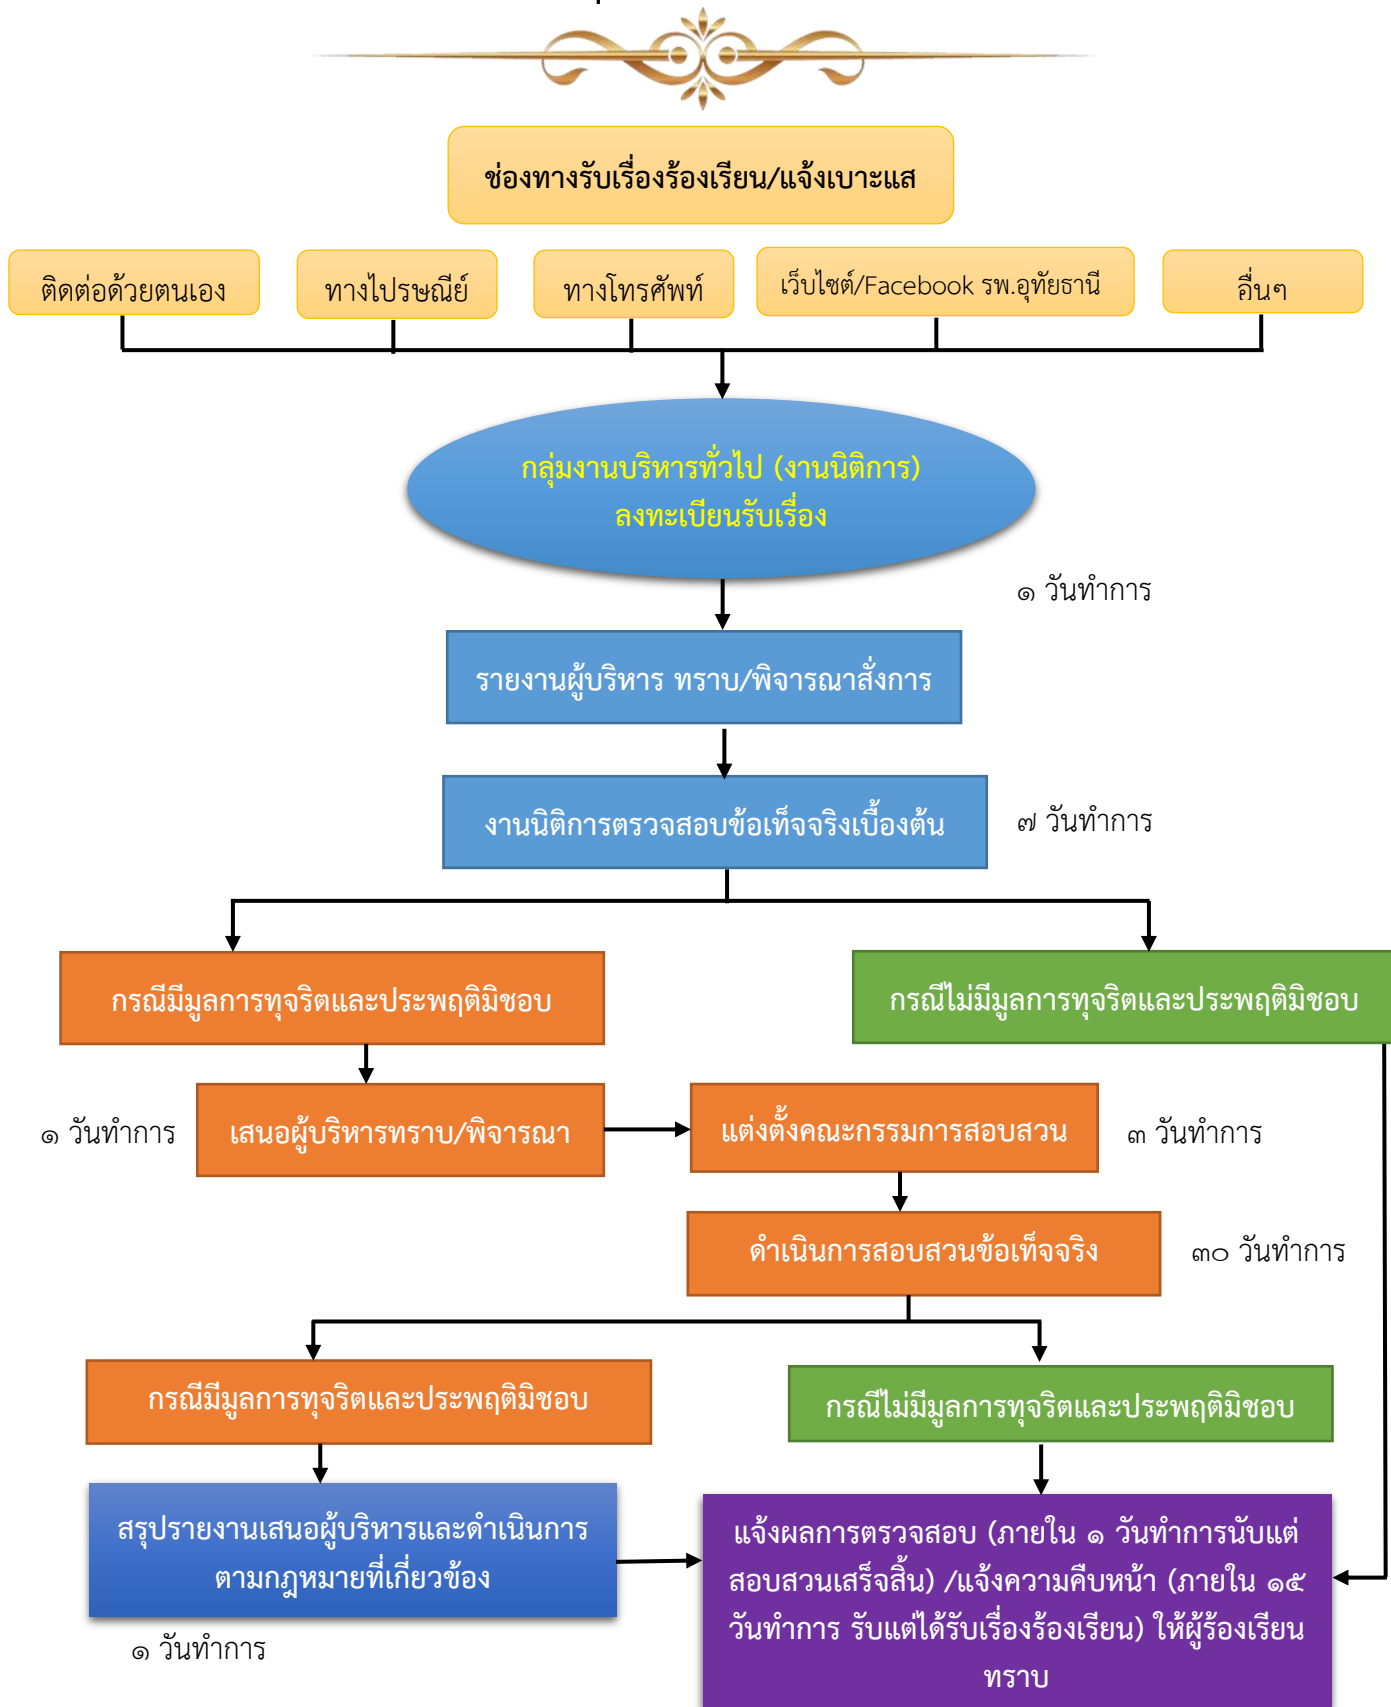 ช่องทางรับเรื่องร้องเรียน/แจ้งเบาะแส
ติดต่อด้วยตนเอง
ทางไปรษณีย์
ทางโทรศัพท์
เว็บไซต์/Facebook รพ.อุทัยธานี
อื่นๆ
กลุ่มงานบริหารทั่วไป (งานนิติการ)
ลงทะเบียนรับเรื่อง
๑ วันทำการ
รายงานผู้บริหาร ทราบ/พิจารณาสั่งการ
งานนิติการตรวจสอบข้อเท็จจริงเบื้องต้น
๗ วันทำการ
กรณีมีมูลการทุจริตและประพฤติมิชอบ
กรณีไม่มีมูลการทุจริตและประพฤติมิชอบ
๑ วันทำการ
เสนอผู้บริหารทราบ/พิจารณา
แต่งตั้งคณะกรรมการสอบสวน
๓ วันทำการ
ดำเนินการสอบสวนข้อเท็จจริง
๓๐ วันทำการ
กรณีมีมูลการทุจริตและประพฤติมิชอบ
กรณีไม่มีมูลการทุจริตและประพฤติมิชอบ
สรุปรายงานเสนอผู้บริหารและดำเนินการ
ตามกฎหมายที่เกี่ยวข้อง
๑ วันทำการ
แจ้งผลการตรวจสอบ (ภายใน ๑ วันทำการนับแต่
สอบสวนเสร็จสิ้น) /แจ้งความคืบหน้า (ภายใน ๑๕
วันทำการ รับแต่ได้รับเรื่องร้องเรียน) ให้ผู้ร้องเรียน
ทราบ